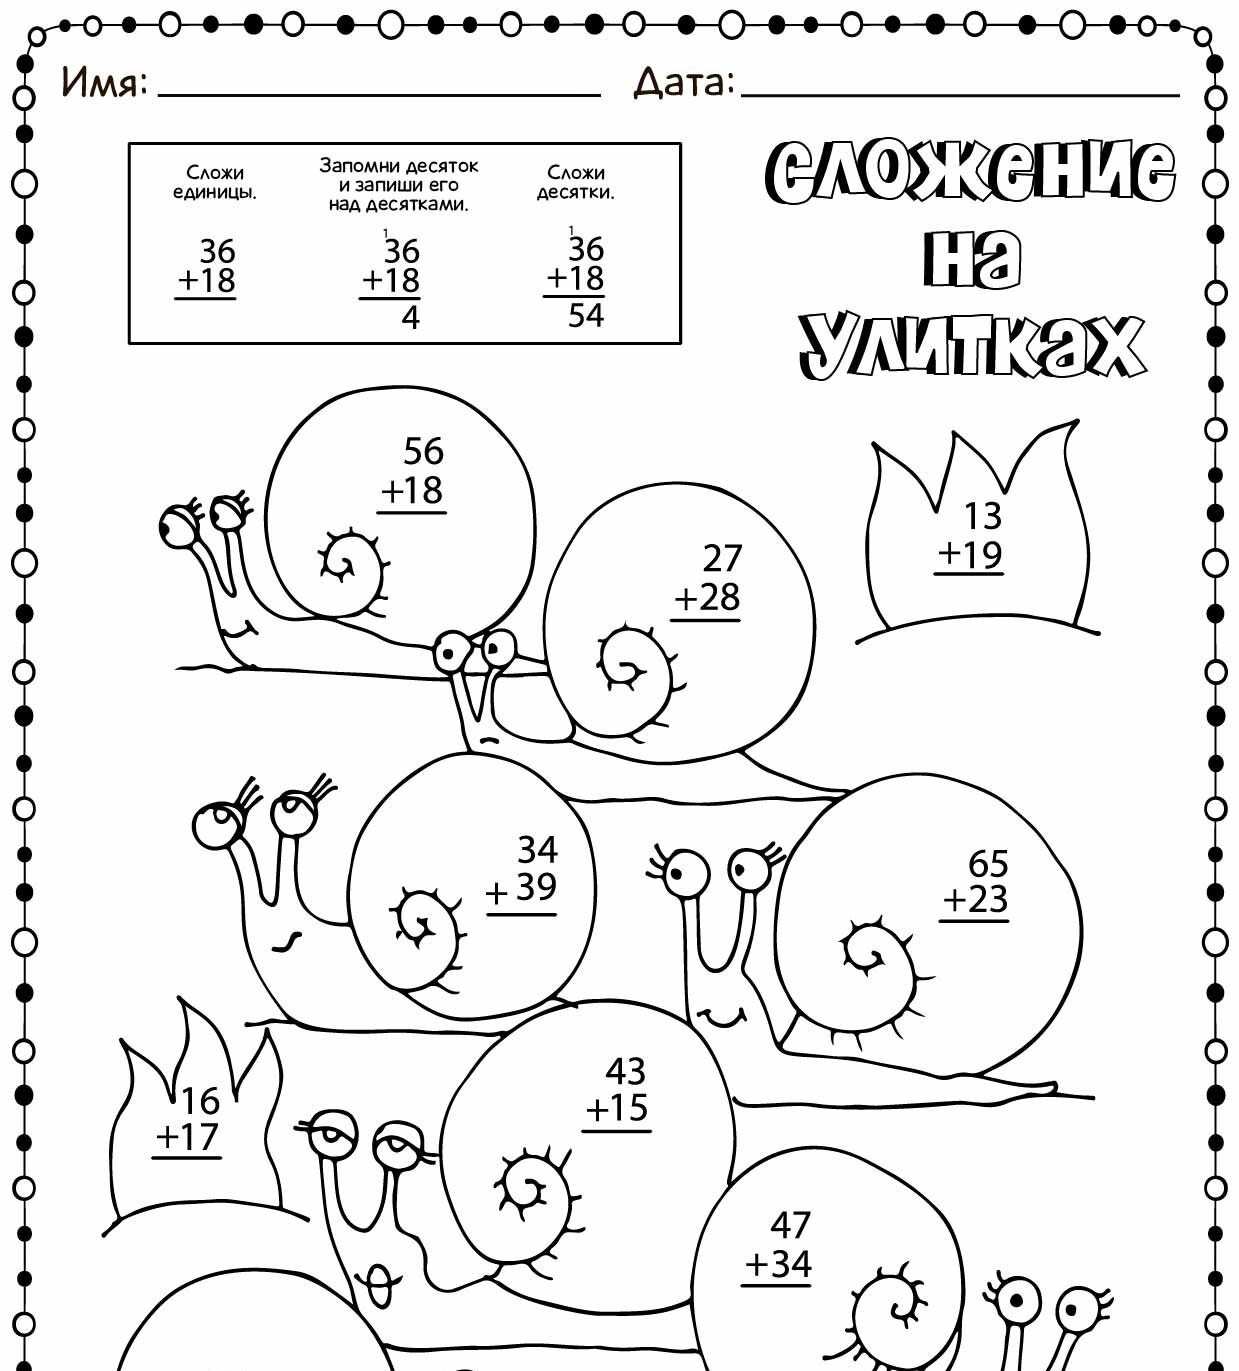 Имя:
Дата:
Сложи
единицы.
36
+18
Запомни десяток
и запиши его
над десятками.
1
36
+18
4
Сложи
десятки.
1
36
+18
54
Сложение
на
улитках
56
+18
27
+28
13
+19
34
+39
65
+23
16
+17
43
+15
47
+34